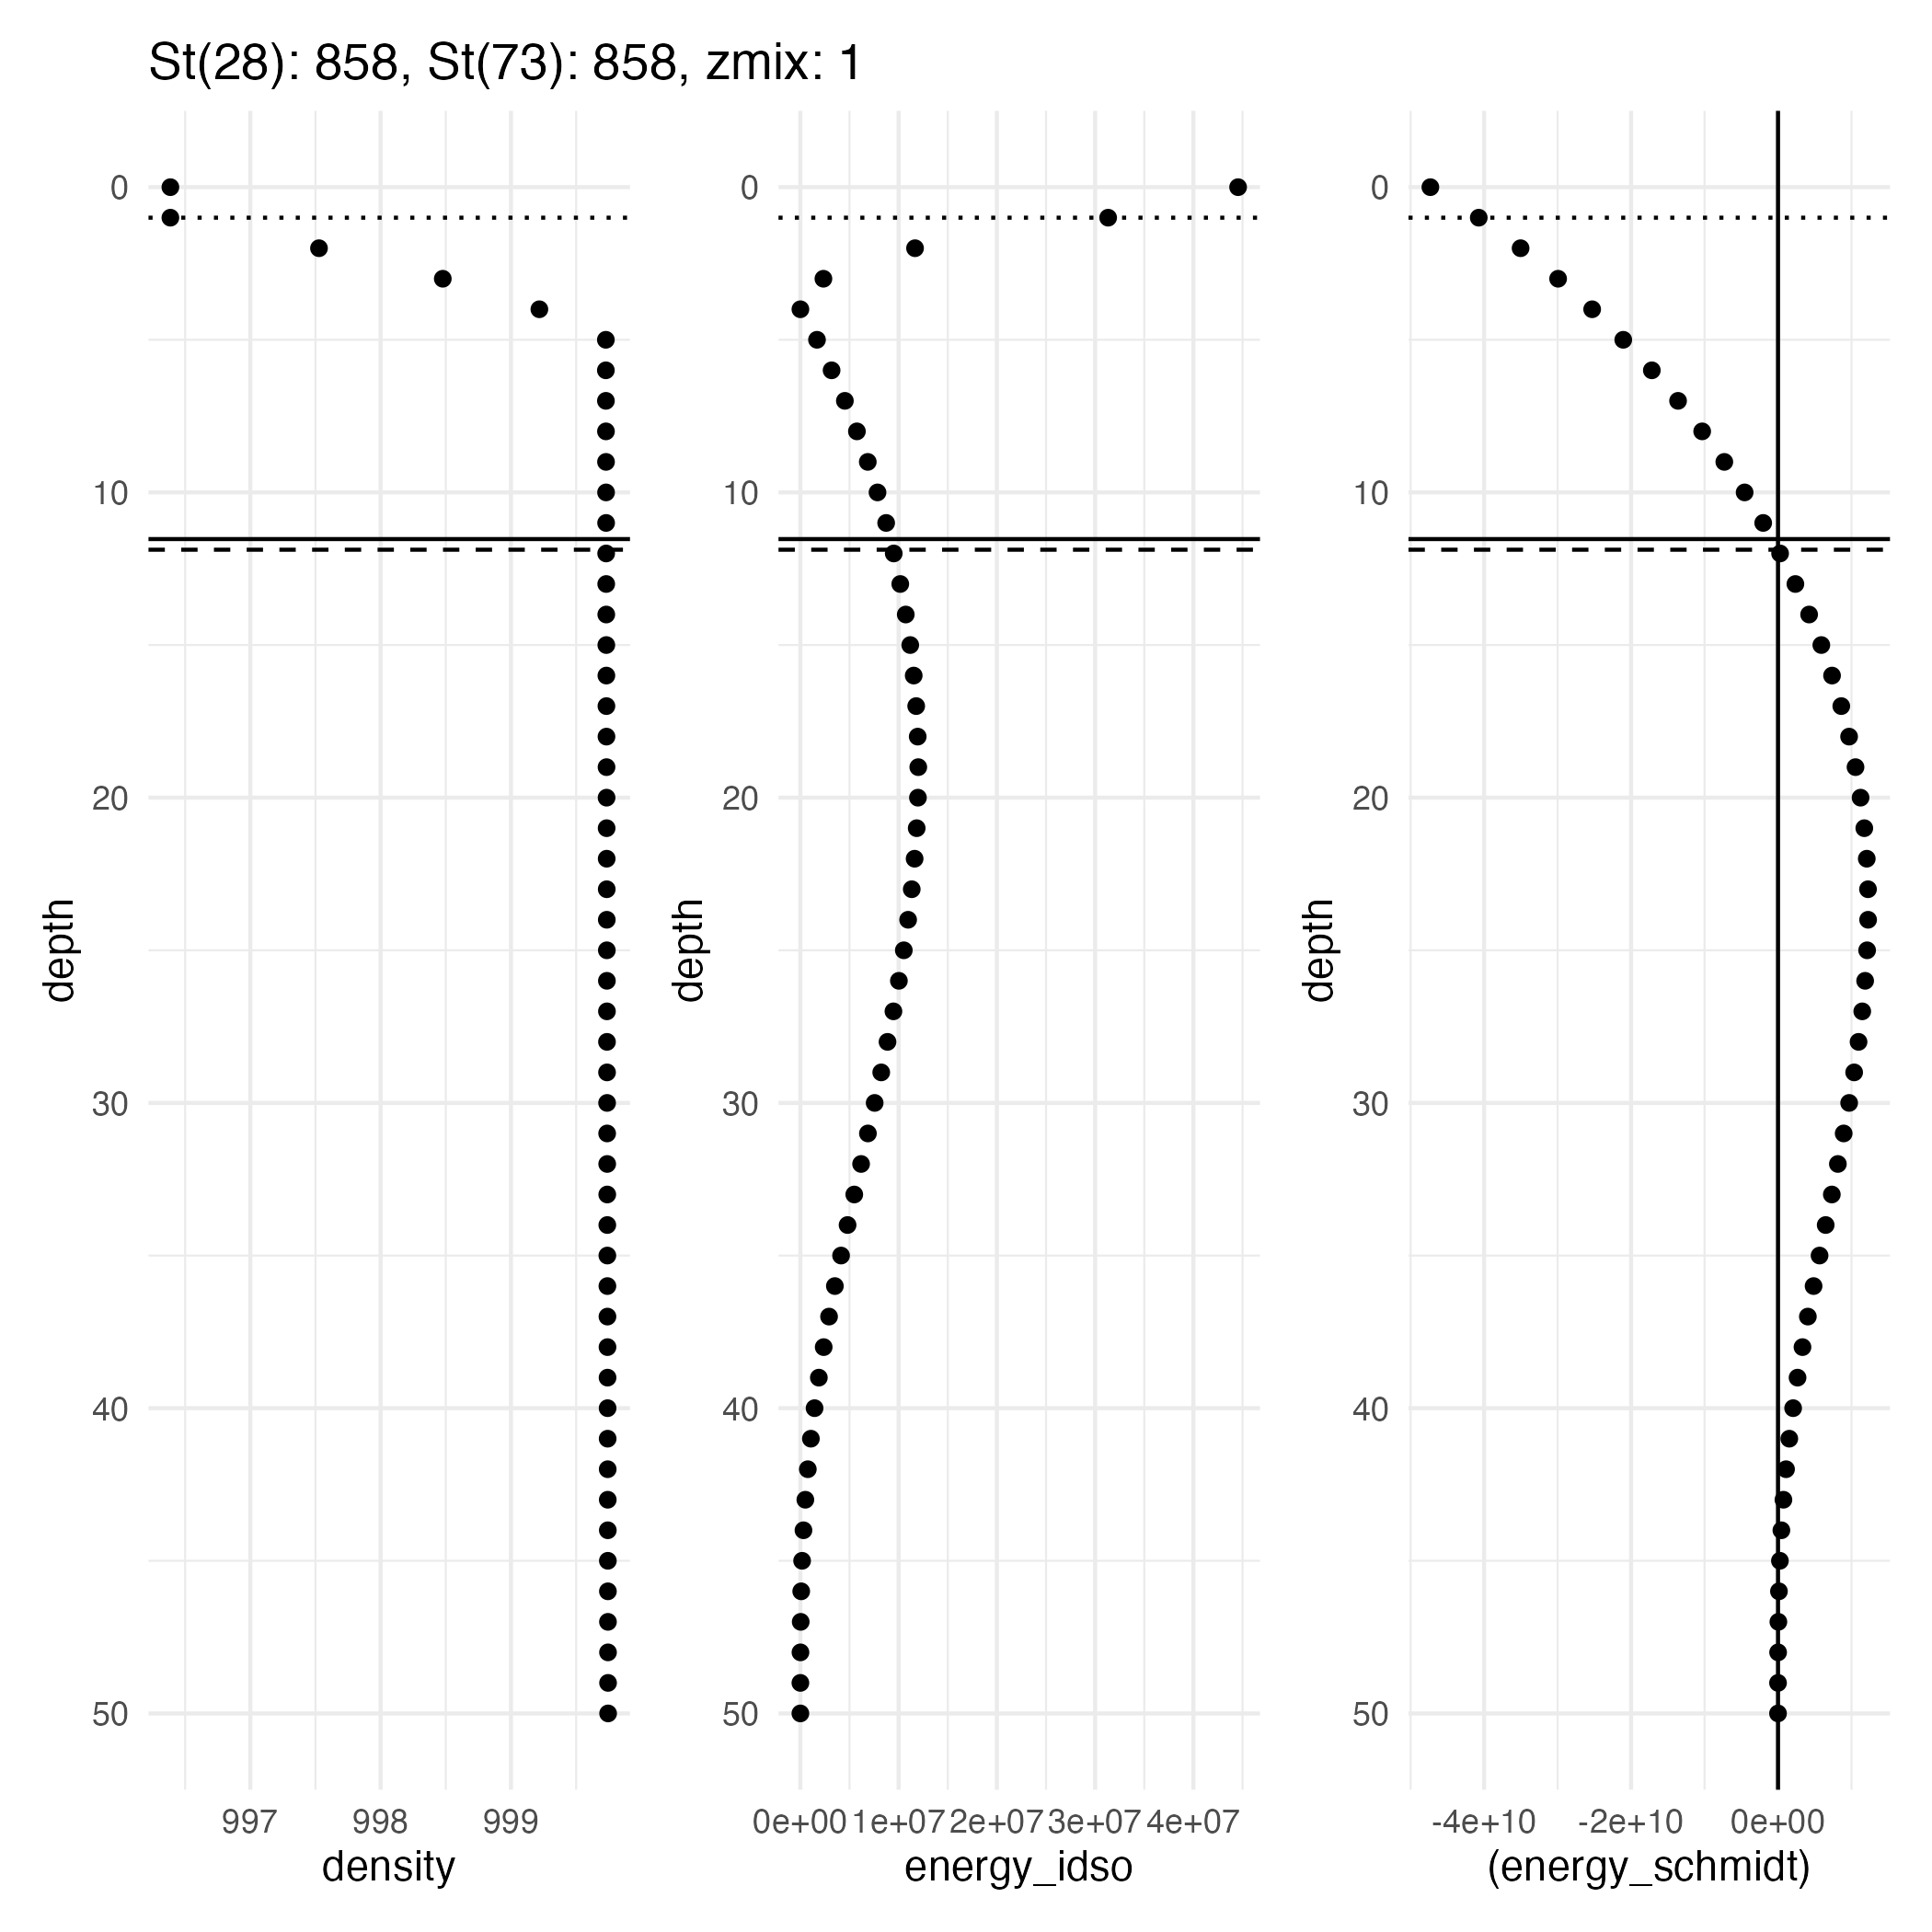 St(28): 858, St(73): 858, zmix: 1
0
10
20
30
40
50
depth
997 998 999
density
0
10
20
30
40
50
depth
0e+00 1e+07 2e+07 3e+07 4e+07
energy_idso
0
10
20
30
40
50
depth
-4e+10 -2e+10 0e+00
(energy_schmidt)